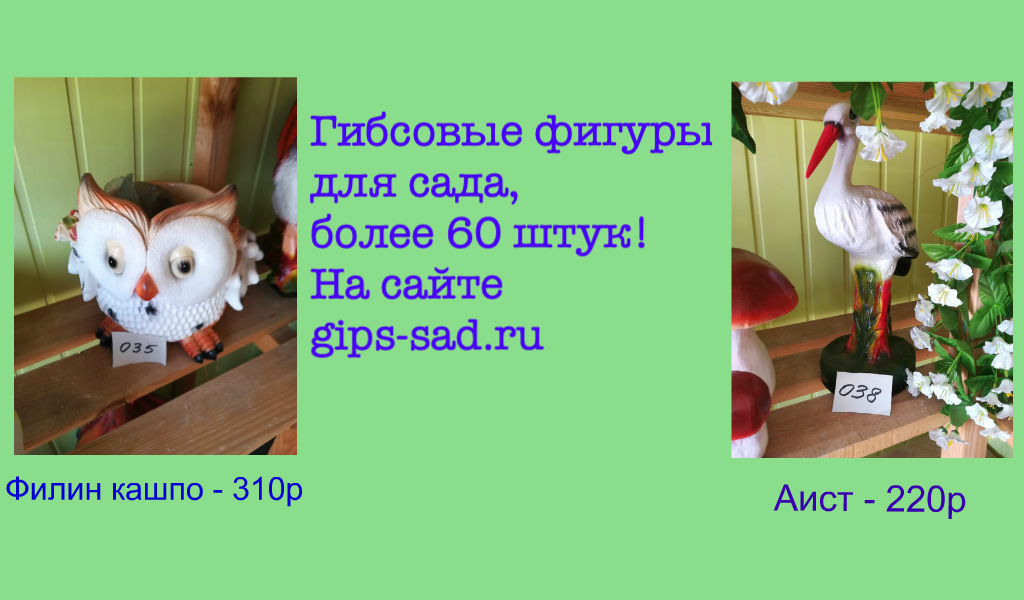 Гибсовые фигуры
для сада,
более 60 штук!
На сайте
gips-sad.ru
035
038
Филин кашпо - 310р
Аист - 220р